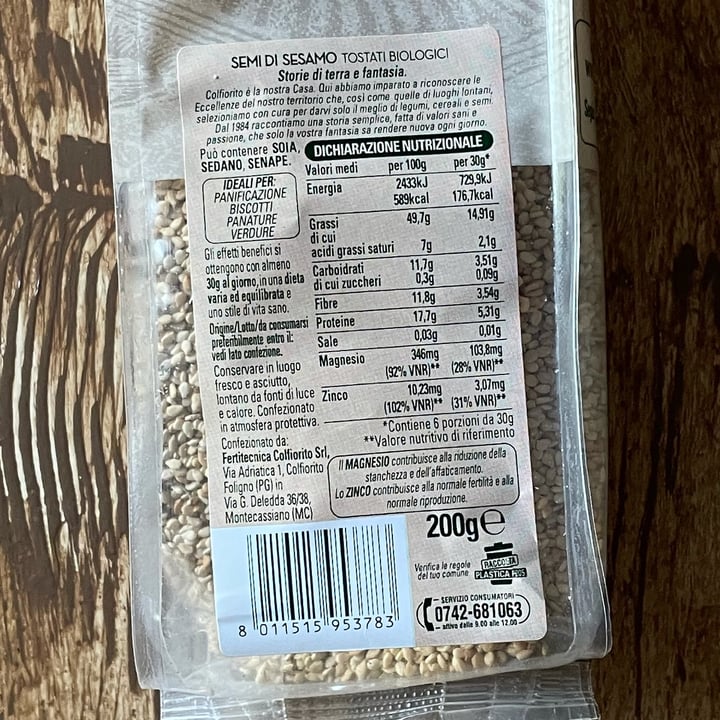 SEMI DI SESAMO TOSTATI BIOLOGICI
Storie di terra e fantasia.
Colfiorito è la nostra Casa. Qui abbiamo imparato a riconoscere le
Eccellenze del nostro territorio che, così come quelle di luoghi lontani,
selezioniamo con cura per darvi solo il meglio di legumi, cereali e semi.
Dal 1984 raccontiamo una storia semplice, fatta di valori sani e
passione, che solo la vostra fantasia sa rendere nuova ogni giorno.
Può contenere SOIA,
SEDANO, SENAPE.
IDEALI PER:
PANIFICAZIONE
BISCOTTI
PANATURE
VERDURE
Gli effetti benefici si
ottengono con almeno
30g al giorno, in una dieta
varia ed equilibrata e
uno stile di vita sano.
Origine/Lotto/da consumarsi
preferibilmente entro il:
vedi lato confezione.
Conservare in luogo
fresco e asciutto,
lontano da fonti di luce
e calore. Confezionato
in atmosfera protettiva.
Confezionato da:
Fertitecnica Colfiorito Srl,
Via Adriatica 1, Colfiorito
Foligno (PG) in
Via G. Deledda 36/38,
Montecassiano (MC)
DICHIARAZIONE NUTRIZIONALE
Valori medi per 100g per 30g*
Energia 2433kJ 729,9kJ
589kcal 176,7kcal
Grassi 49,7g 14,91g
di cui
acidi grassi saturi 7g 2,1g
Carboidrati 11,7g 3,51g
di cui zuccheri 0,3g 0,09g
Fibre 11,8g 3,54g
Proteine 17,7g 5,31g
Sale 0,03g 0,01g
Magnesio 346mg 103,8mg
(92% VNR)** (28% VNR)**
Zinco 10,23mg 3,07mg
(102% VNR)** (31% VNR)**
*Contiene 6 porzioni da 30g
**Valore nutritivo di riferimento
Il MAGNESIO contribuisce alla riduzione della
stanchezza e dell'affaticamento.
Lo ZINCO contribuisce alla normale fertilità e alla
normale riproduzione.
200g e
Verifica le regole
del tuo comune
RACCOLTA
PLASTICA
SERVIZIO CONSUMATORI
0742-681063
attivo dalle 9.00 alle 12.00
8 011515 953783